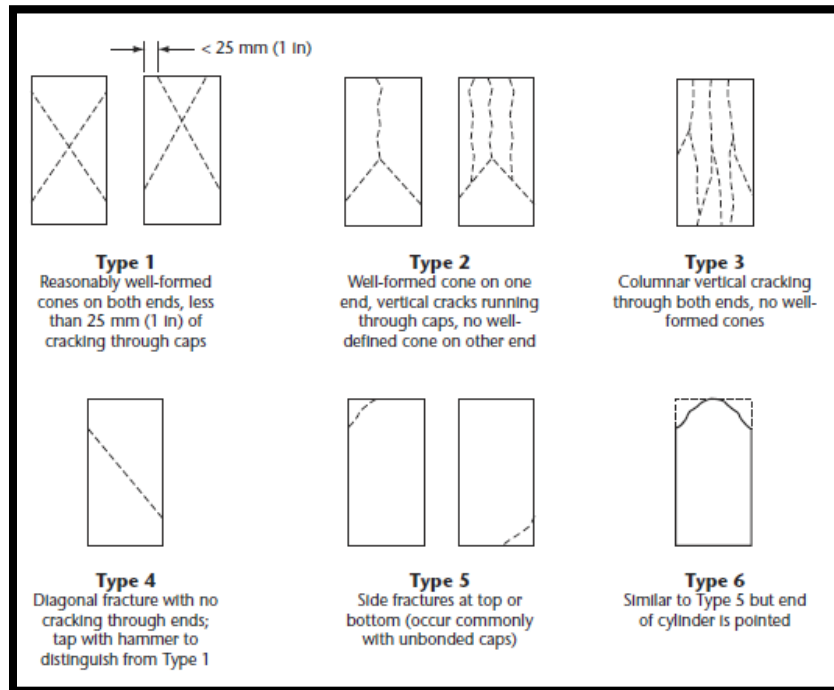 < 25 mm (1 in)
Type 1
Reasonably well-formed
cones on both ends, less
than 25 mm (1 in) of
cracking through caps
Type 2
Well-formed cone on one
end, vertical cracks running
through caps, no well-
defined cone on other end
Type 3
Columnar vertical cracking
through both ends, no well-
formed cones
Type 4
Diagonal fracture with no
cracking through ends;
tap with hammer to
distinguish from Type 1
Type 5
Side fractures at top or
bottom (occur commonly
with unbonded caps)
Type 6
Similar to Type 5 but end
of cylinder is pointed